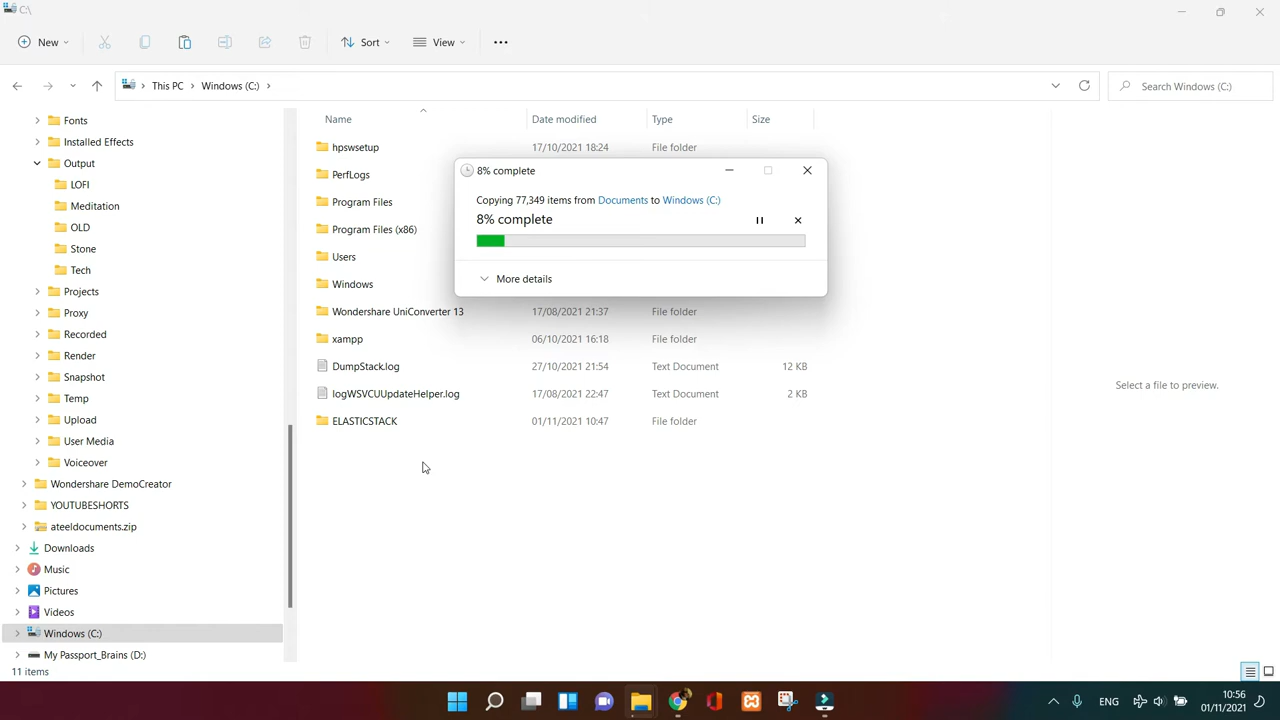 C:\
New
Sort
View
This PC
Windows (C:)
Search Windows (C:)
Fonts
Installed Effects
Output
LOFI
Meditation
OLD
Stone
Tech
Projects
Proxy
Recorded
Render
Snapshot
Temp
Upload
User Media
Voiceover
Wondershare DemoCreator
YOUTUBESHORTS
ateeldocuments.zip
Downloads
Music
Pictures
Videos
Windows (C:)
My Passport_Brains (D:)
Name Date modified Type Size
hpswsetup 17/10/2021 18:24 File folder
PerfLogs
Program Files
Program Files (x86)
Users
Windows
Wondershare UniConverter 13 17/08/2021 21:37 File folder
xampp 06/10/2021 16:18 File folder
DumpStack.log 27/10/2021 21:54 Text Document 12 KB
logWSVCUUpdateHelper.log 17/08/2021 22:47 Text Document 2 KB
ELASTICSTACK 01/11/2021 10:47 File folder
8% complete
Copying 77,349 items from Documents to Windows (C:)
8% complete
More details
Select a file to preview.
11 items
ENG
10:56
01/11/2021